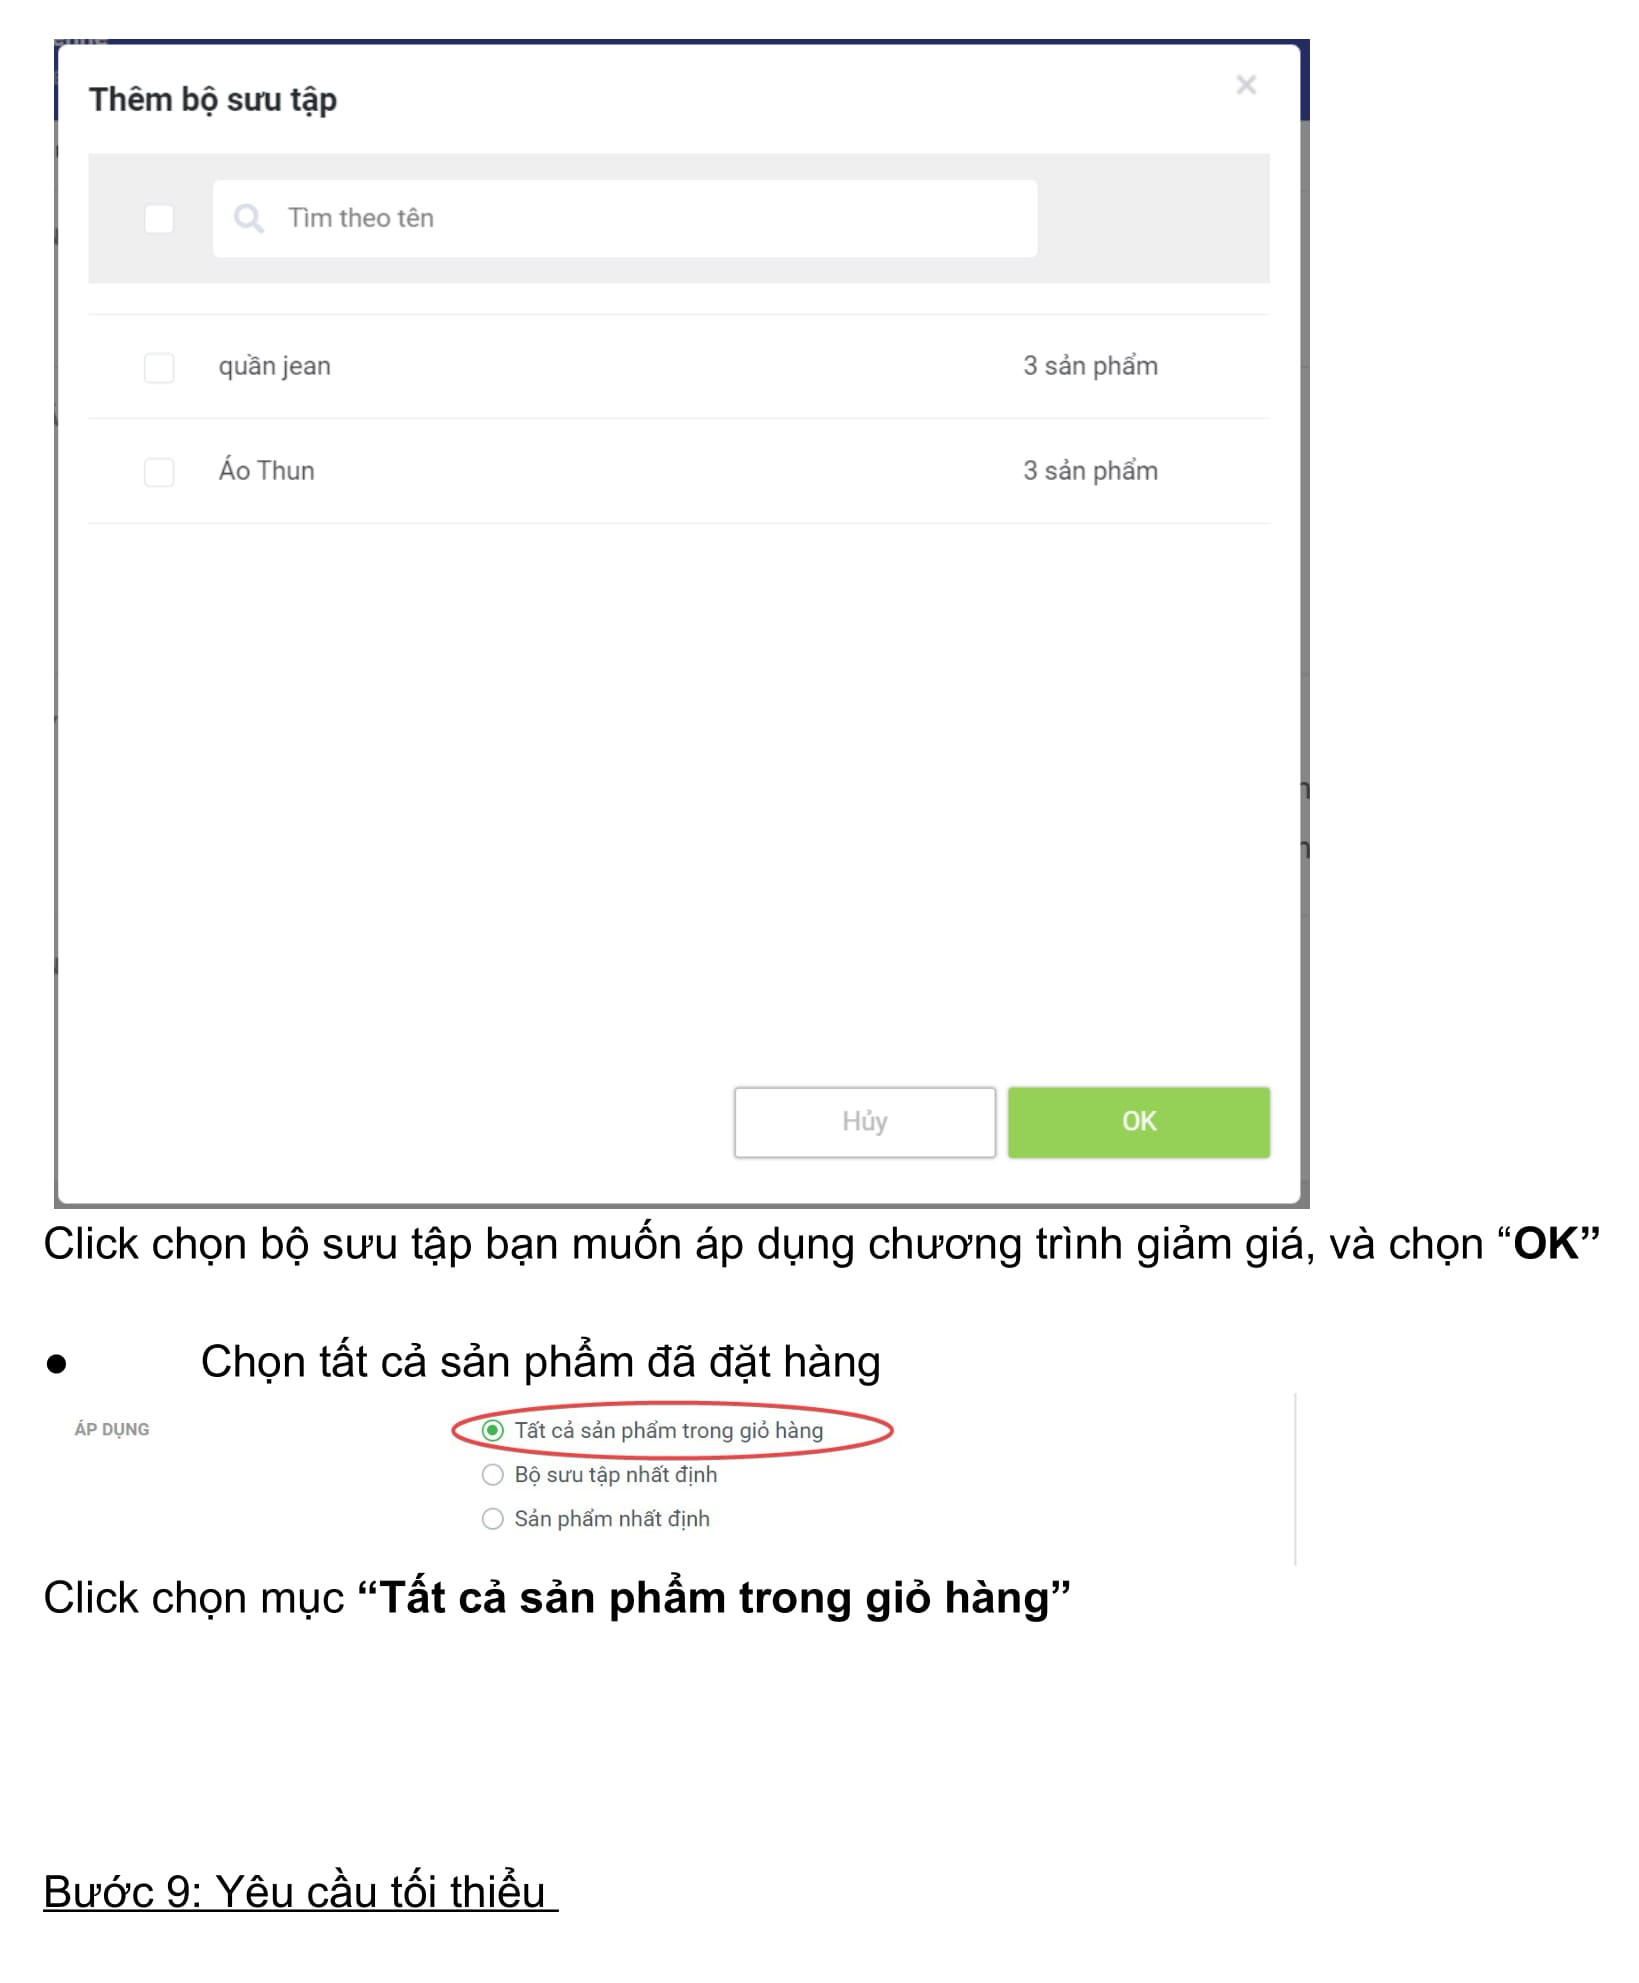 Thêm bộ sưu tập
Tìm theo tên
quần jean 3 sản phẩm
Áo Thun 3 sản phẩm
Hủy OK
Click chọn bộ sưu tập bạn muốn áp dụng chương trình giảm giá, và chọn “OK”
● Chọn tất cả sản phẩm đã đặt hàng
ÁP DỤNG Tất cả sản phẩm trong giỏ hàng
Bộ sưu tập nhất định
Sản phẩm nhất định
Click chọn mục “Tất cả sản phẩm trong giỏ hàng”
Bước 9: Yêu cầu tối thiểu